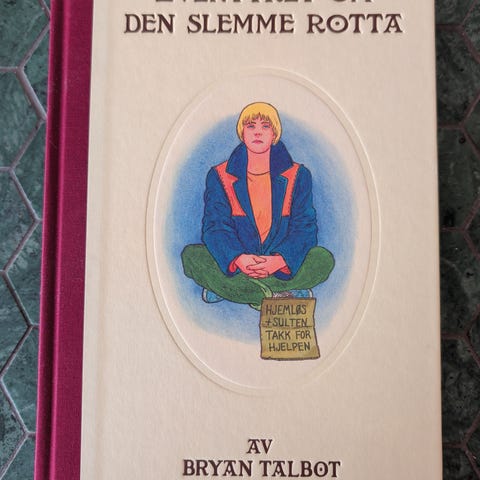 EVENTYRET OM
DEN SLEMME ROTTA
HJEMLØS
+ SULTEN
TAKK FOR
HJELPEN
AV
BRYAN TALBOT